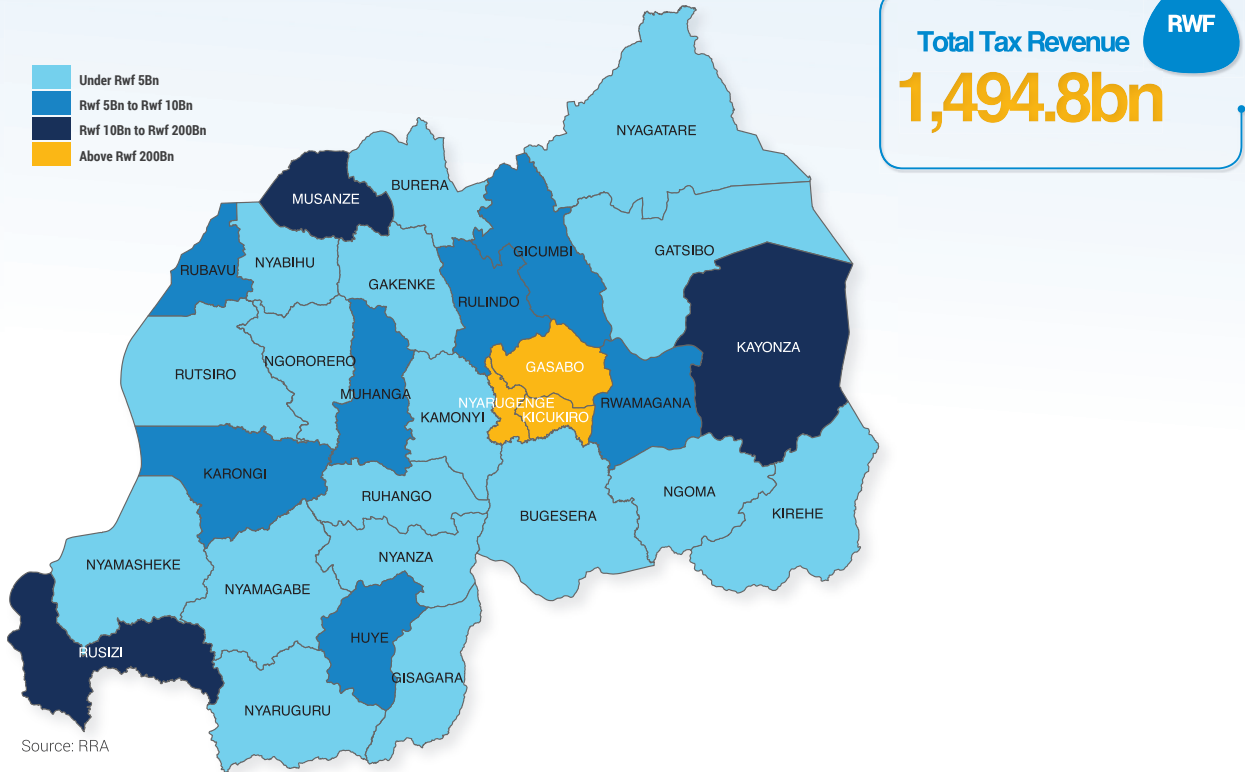 RWF
Total Tax Revenue
1,494.8bn
Under Rwf 5Bn
Rwf 5Bn to Rwf 10Bn
Rwf 10Bn to Rwf 200Bn
Above Rwf 200Bn
NYAGATARE
BURERA
MUSANZE
GICUMBI
GATSIBO
RUBAVU
NYABIHU
GAKENKE
RULINDO
KAYONZA
NGORORERO
GASABO
RUTSIRO
MUHANGA
NYARUGENGE
RWAMAGANA
KAMONYI
KICUKIRO
KARONGI
RUHANGO
NGOMA
BUGESERA
KIREHE
NYANZA
NYAMASHEKE
NYAMAGABE
HUYE
RUSIZI
GISAGARA
NYARUGURU
Source: RRA